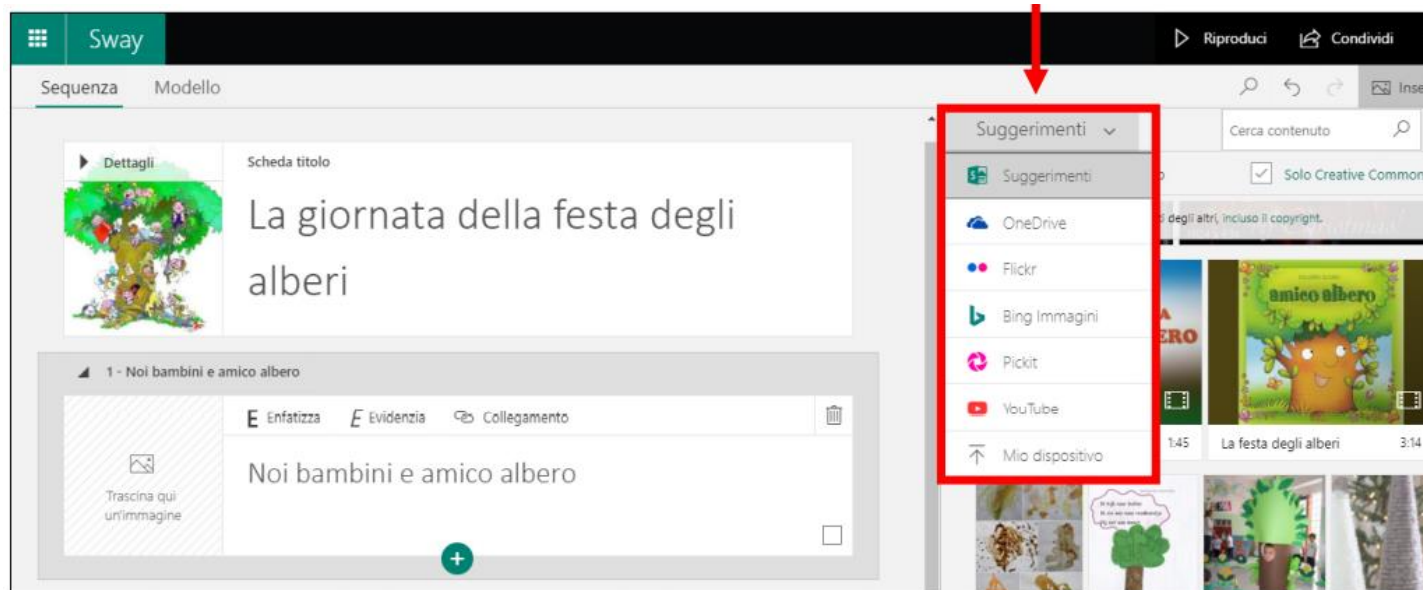 Sway
Riproduci
Condividi
Sequenza
Modello
Inse
Dettagli
Scheda titolo
La giornata della festa degli
alberi
1 - Noi bambini e amico albero
E Enfatizza
E Evidenzia
Collegamento
Trascina qui
un'immagine
Noi bambini e amico albero
Suggerimenti
Cerca contenuto
Suggerimenti
Solo Creative Common
OneDrive
degli altri, incluso il copyright.
Flickr
Bing Immagini
Pickit
YouTube
Mio dispositivo
A
ERO
amico albero
1:45
La festa degli alberi
3:14